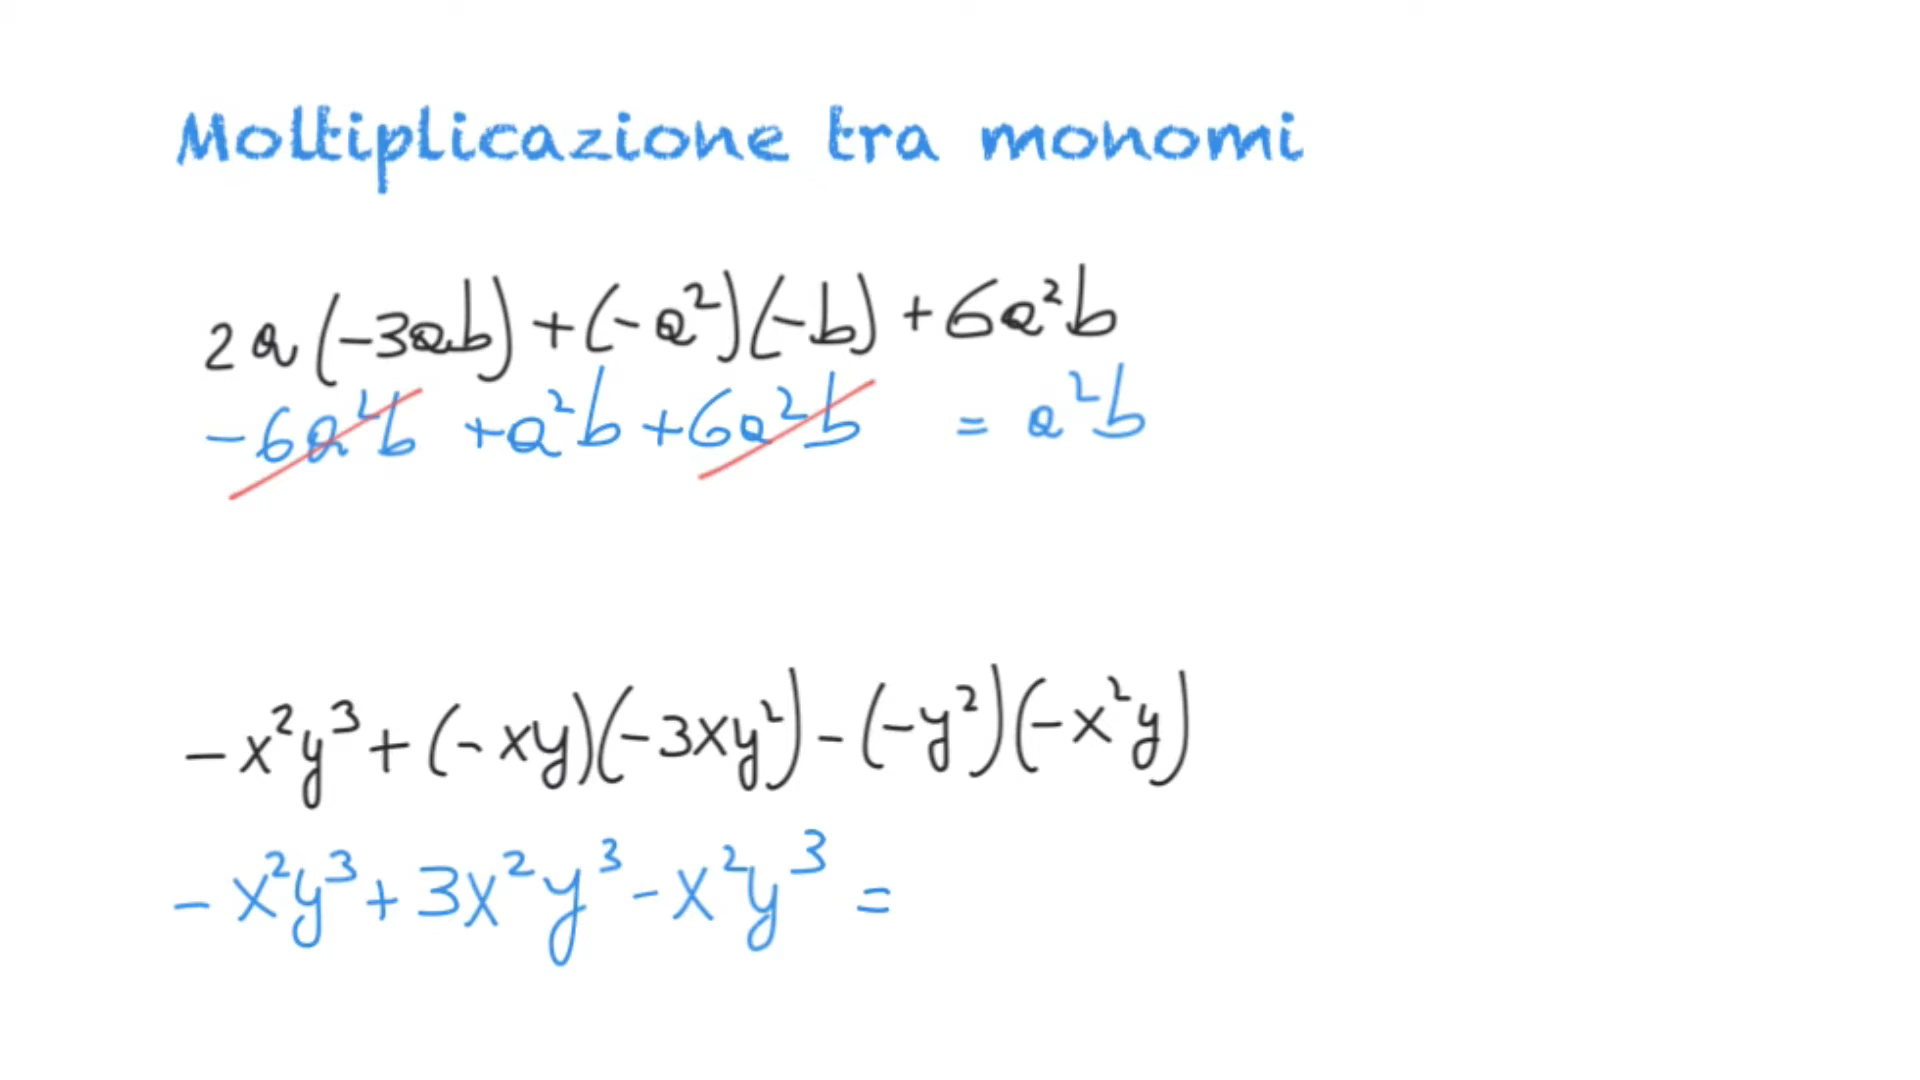 Moltiplicazione tra monomi
2a(-3ab)+(-a²)(-b)+6a²b
-6a²b +a²b+6a²b = a²b
-x²y³+(-xy)(-3xy²)-(-y²)(-x²y)
-x²y³+3x²y³-x²y³=